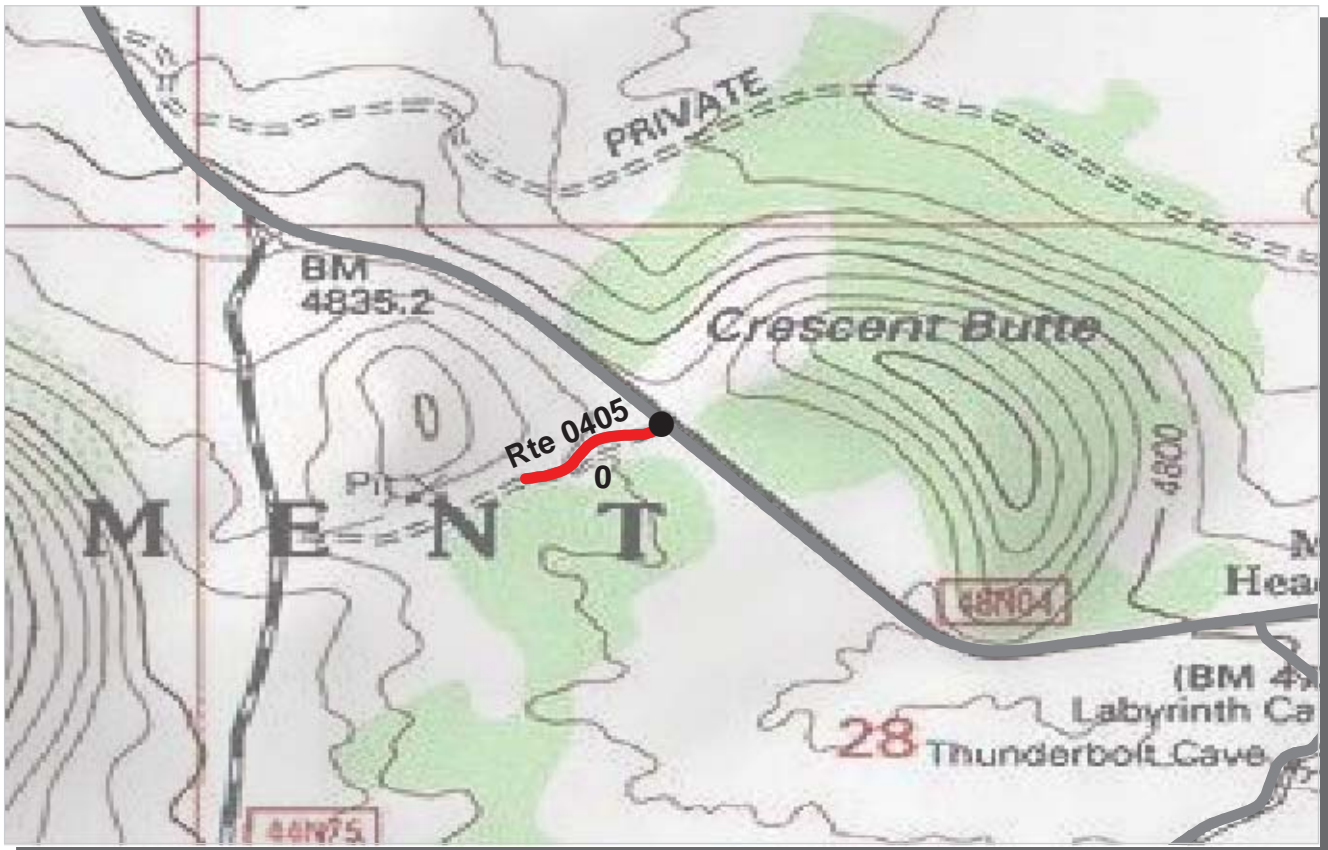 PRIVATE
BM
4835.2
Crescent Butte
Rte 0405
0
4800
M E N T
48N04
Hea
(BM 4
Labyrinth Ca
28
Thunderbolt Cave
44N75